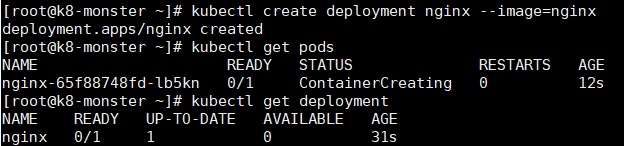 [root@k8-monster ~]# kubectl create deployment nginx --image=nginx
deployment.apps/nginx created
[root@k8-monster ~]# kubectl get pods
NAME READY STATUS RESTARTS AGE
nginx-65f88748fd-lb5kn 0/1 ContainerCreating 0 12s
[root@k8-monster ~]# kubectl get deployment
NAME READY UP-TO-DATE AVAILABLE AGE
nginx 0/1 1 0 31s